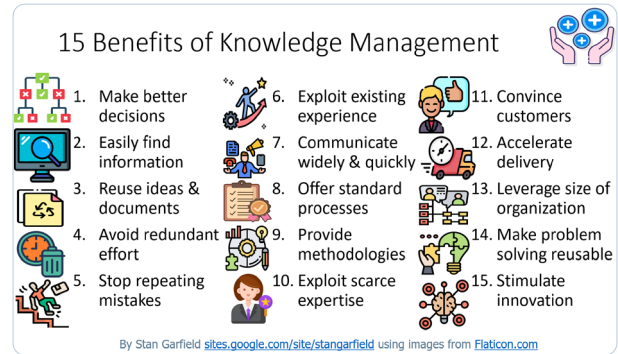 15 Benefits of Knowledge Management
1. Make better
decisions
2. Easily find
information
3. Reuse ideas &
documents
4. Avoid redundant
effort
5. Stop repeating
mistakes
6. Exploit existing
experience
7. Communicate
widely & quickly
8. Offer standard
processes
9. Provide
methodologies
10. Exploit scarce
expertise
11. Convince
customers
12. Accelerate
delivery
13. Leverage size of
organization
14. Make problem
solving reusable
15. Stimulate
innovation
By Stan Garfield sites.google.com/site/stangarfield using images from Flaticon.com